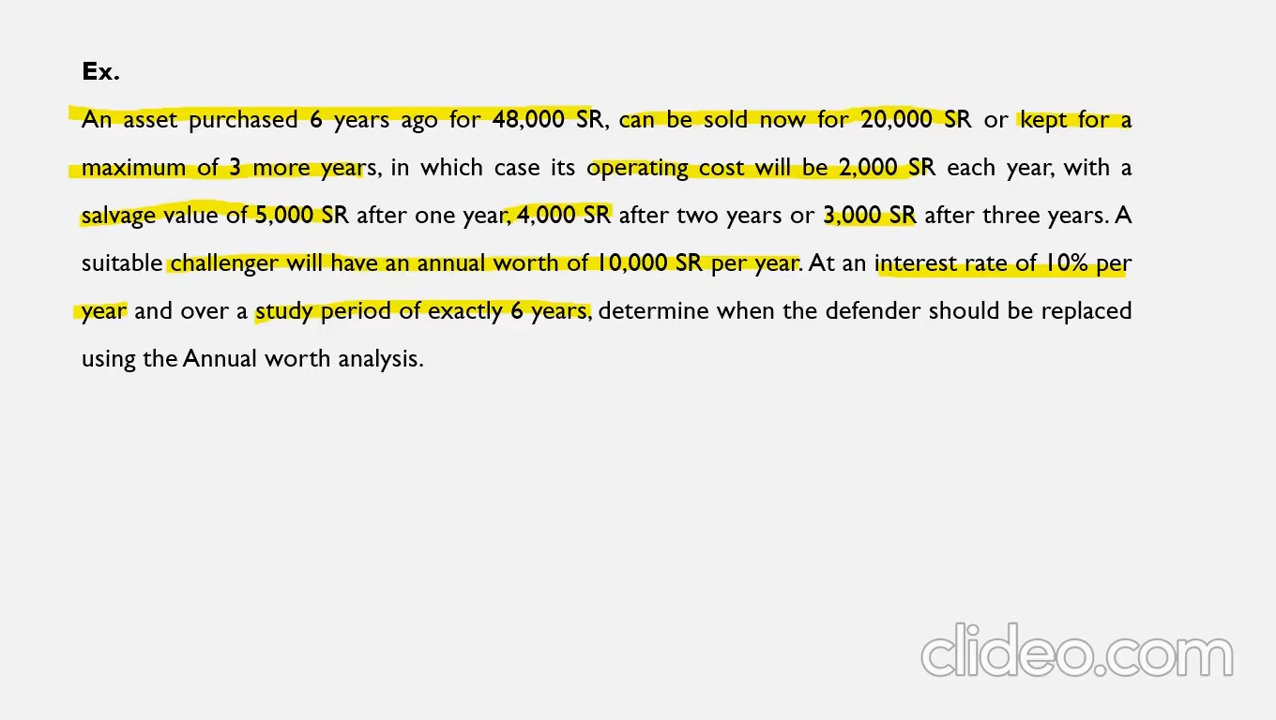 Ex.
An asset purchased 6 years ago for 48,000 SR, can be sold now for 20,000 SR or kept for a
maximum of 3 more years, in which case its operating cost will be 2,000 SR each year, with a
salvage value of 5,000 SR after one year, 4,000 SR after two years or 3,000 SR after three years. A
suitable challenger will have an annual worth of 10,000 SR per year. At an interest rate of 10% per
year and over a study period of exactly 6 years, determine when the defender should be replaced
using the Annual worth analysis.
clideo.com